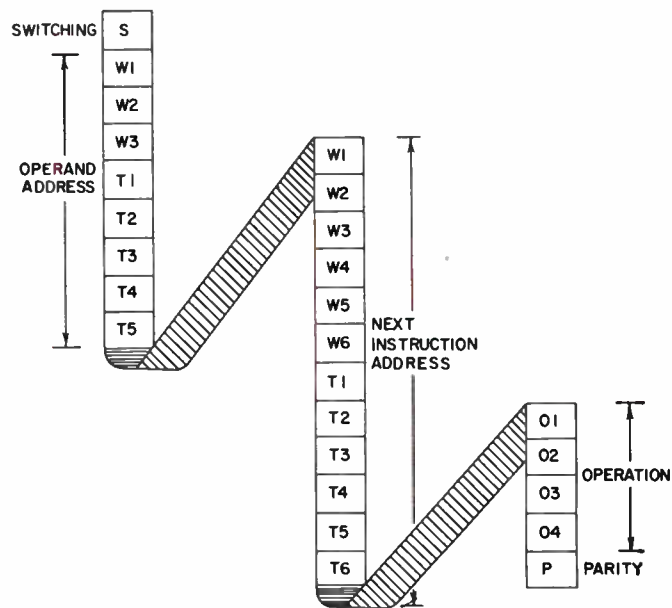 SWITCHING S
W1
W2
W3
OPERAND ADDRESS
T1
T2
T3
T4
T5
W1
W2
W3
W4
W5
W6
NEXT INSTRUCTION ADDRESS
T1
T2
T3
T4
T5
T6
O1
O2
OPERATION
O3
O4
P PARITY